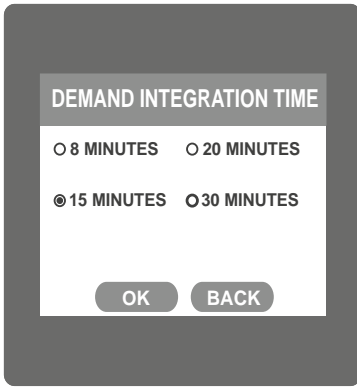 DEMAND INTEGRATION TIME
8 MINUTES 20 MINUTES
15 MINUTES 30 MINUTES
OK BACK